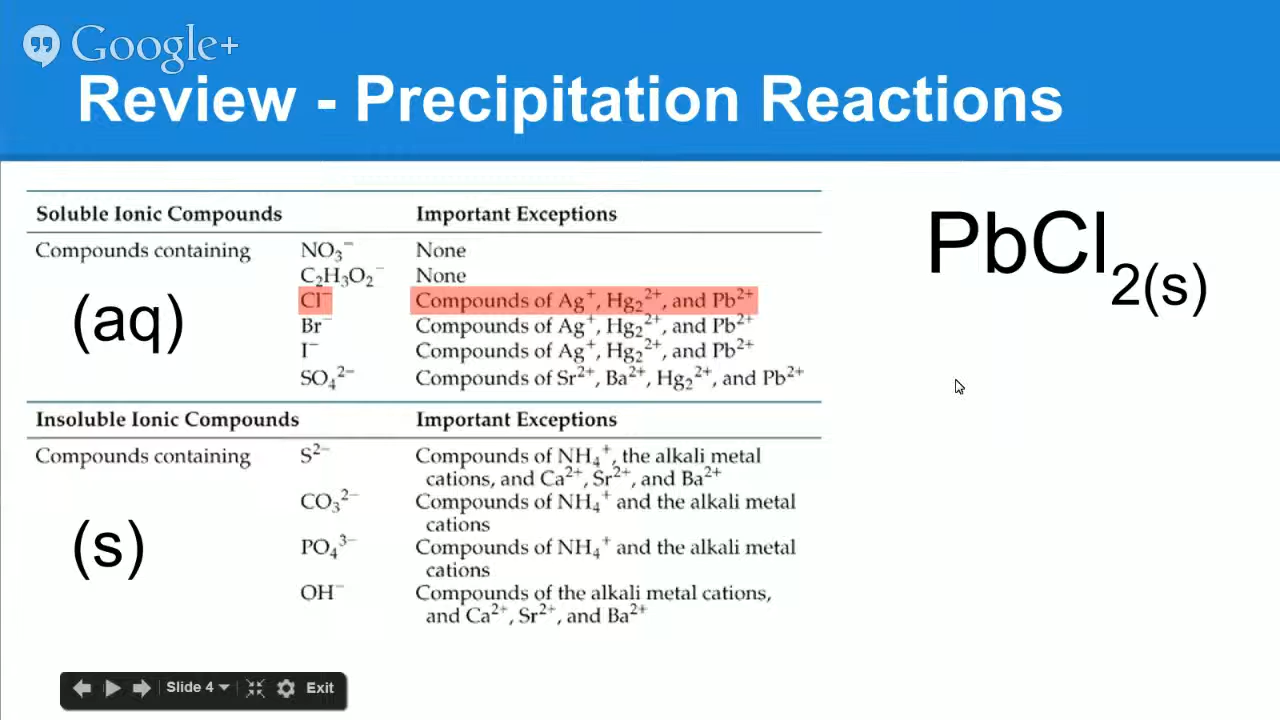 Google+
Review - Precipitation Reactions
Soluble Ionic Compounds Important Exceptions
Compounds containing NO₃⁻ None
C₂H₃O₂⁻ None
Cl⁻ Compounds of Ag⁺, Hg₂²⁺, and Pb²⁺
Br⁻ Compounds of Ag⁺, Hg₂²⁺, and Pb²⁺
I⁻ Compounds of Ag⁺, Hg₂²⁺, and Pb²⁺
SO₄²⁻ Compounds of Sr²⁺, Ba²⁺, Hg₂²⁺, and Pb²⁺
(aq)
Insoluble Ionic Compounds Important Exceptions
Compounds containing S²⁻ Compounds of NH₄⁺, the alkali metal
cations, and Ca²⁺, Sr²⁺, and Ba²⁺
CO₃²⁻ Compounds of NH₄⁺ and the alkali metal
cations
PO₄³⁻ Compounds of NH₄⁺ and the alkali metal
cations
OH⁻ Compounds of the alkali metal cations,
and Ca²⁺, Sr²⁺, and Ba²⁺
(s)
PbCl₂₍ₛ₎
Slide 4 Exit